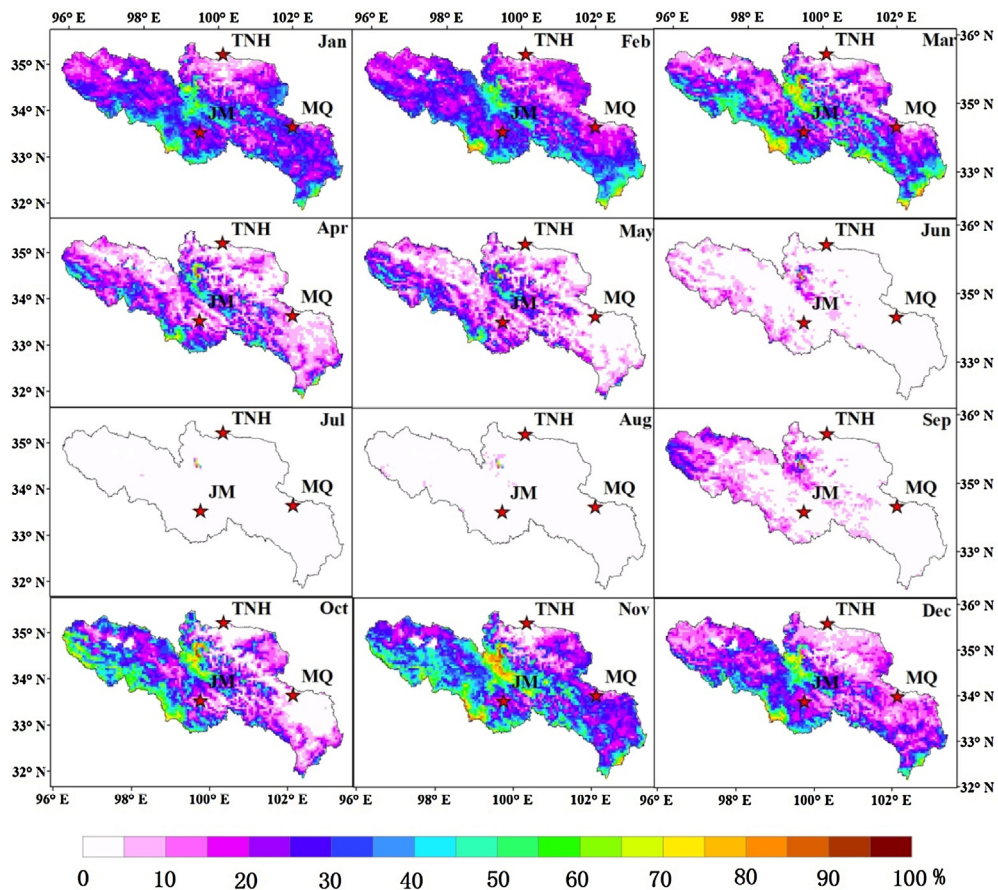 96° E 98° E 100° E 102° E 96° E 98° E 100° E 102° E 96° E 98° E 100° E 102° E
TNH Jan TNH Feb TNH Mar
36° N
35° N
34° N
33° N
32° N
35° N
33° N
JM MQ JM MQ JM MQ
TNH Apr TNH May TNH Jun
36° N
35° N
34° N
33° N
32° N
35° N
33° N
JM MQ JM MQ JM MQ
TNH Jul TNH Aug TNH Sep
36° N
35° N
34° N
33° N
32° N
35° N
33° N
JM MQ JM MQ JM MQ
TNH Oct TNH Nov TNH Dec
36° N
35° N
34° N
33° N
32° N
35° N
34° N
33° N
32° N
JM MQ JM MQ JM MQ
96° E 98° E 100° E 102° E 96° E 98° E 100° E 102° E 96° E 98° E 100° E 102° E
0 10 20 30 40 50 60 70 80 90 100 %